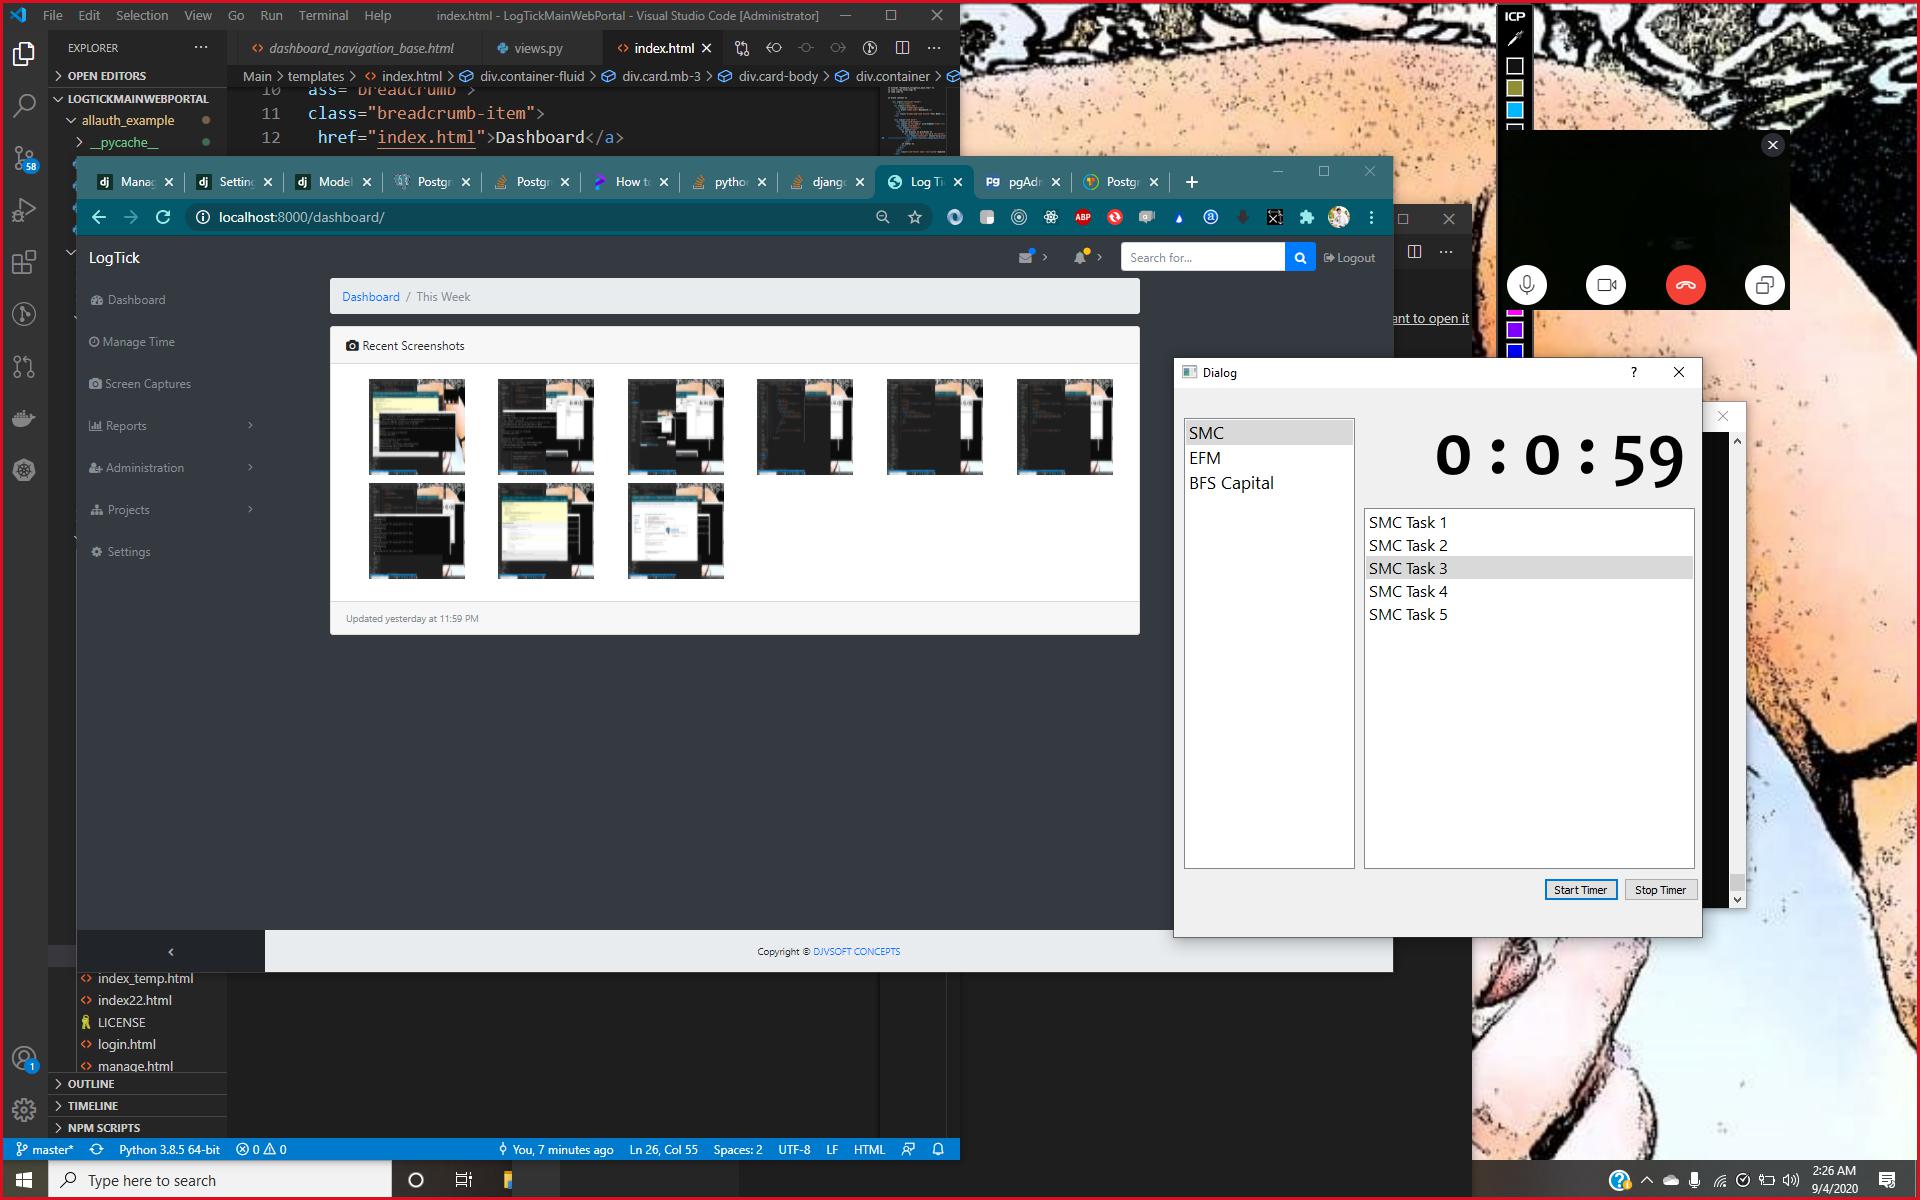 File Edit Selection View Go Run Terminal Help
index.html - LogTickMainWebPortal - Visual Studio Code [Administrator]
EXPLORER
dashboard_navigation_base.html
views.py
index.html
OPEN EDITORS
Main > templates > index.html > div.container-fluid > div.card.mb-3 > div.card-body > div.container >
LOGTICKMAINWEBPORTAL
allauth_example
__pycache__
58
10 ass="breadcrumb">
11 class="breadcrumb-item">
12 href="index.html">Dashboard</a>
Manag
Setting
Model
Postgr
Postgr
How to
python
django
Log Ti
pgAdn
Postgr
localhost:8000/dashboard/
ABP
LogTick
Search for...
Logout
Dashboard
Manage Time
Screen Captures
Reports
Administration
Projects
Settings
Dashboard / This Week
Recent Screenshots
Updated yesterday at 11:59 PM
Copyright © DJVSOFT CONCEPTS
ICP
ant to open it
Dialog
?
SMC
EFM
BFS Capital
0:0:59
SMC Task 1
SMC Task 2
SMC Task 3
SMC Task 4
SMC Task 5
Start Timer
Stop Timer
index_temp.html
index22.html
LICENSE
login.html
manage.html
OUTLINE
TIMELINE
NPM SCRIPTS
1
master*
Python 3.8.5 64-bit
0
0
You, 7 minutes ago
Ln 26, Col 55
Spaces: 2
UTF-8
LF
HTML
Type here to search
2:26 AM
9/4/2020